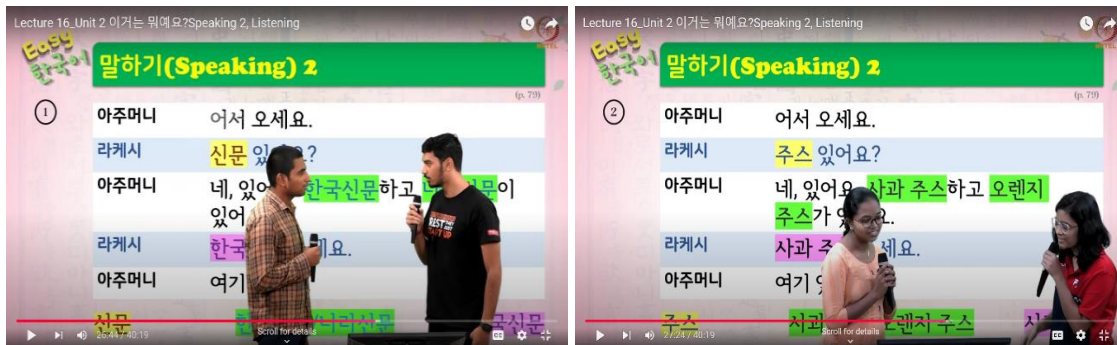 Lecture 16_Unit 2 이거는 뭐예요?Speaking 2, Listening
Easy
한국어
말하기(Speaking) 2
(p. 79)
1
아주머니 어서 오세요.
라케시 신문 있어요?
아주머니 네, 있어 한국신문하고 신문이
있어
라케시 한국 세요.
아주머니 여기
신문 네리신문 국신문
26:44 / 40:19
Scroll for details
Lecture 16_Unit 2 이거는 뭐예요?Speaking 2, Listening
Easy
한국어
말하기(Speaking) 2
(p. 79)
2
아주머니 어서 오세요.
라케시 주스 있어요?
아주머니 네, 있어요 사과 주스하고 오렌지
주스가 요.
라케시 사과 주 세요.
아주머니 여기 있
주스 사과 오렌지 주스 사
27:24 / 40:19
Scroll for details